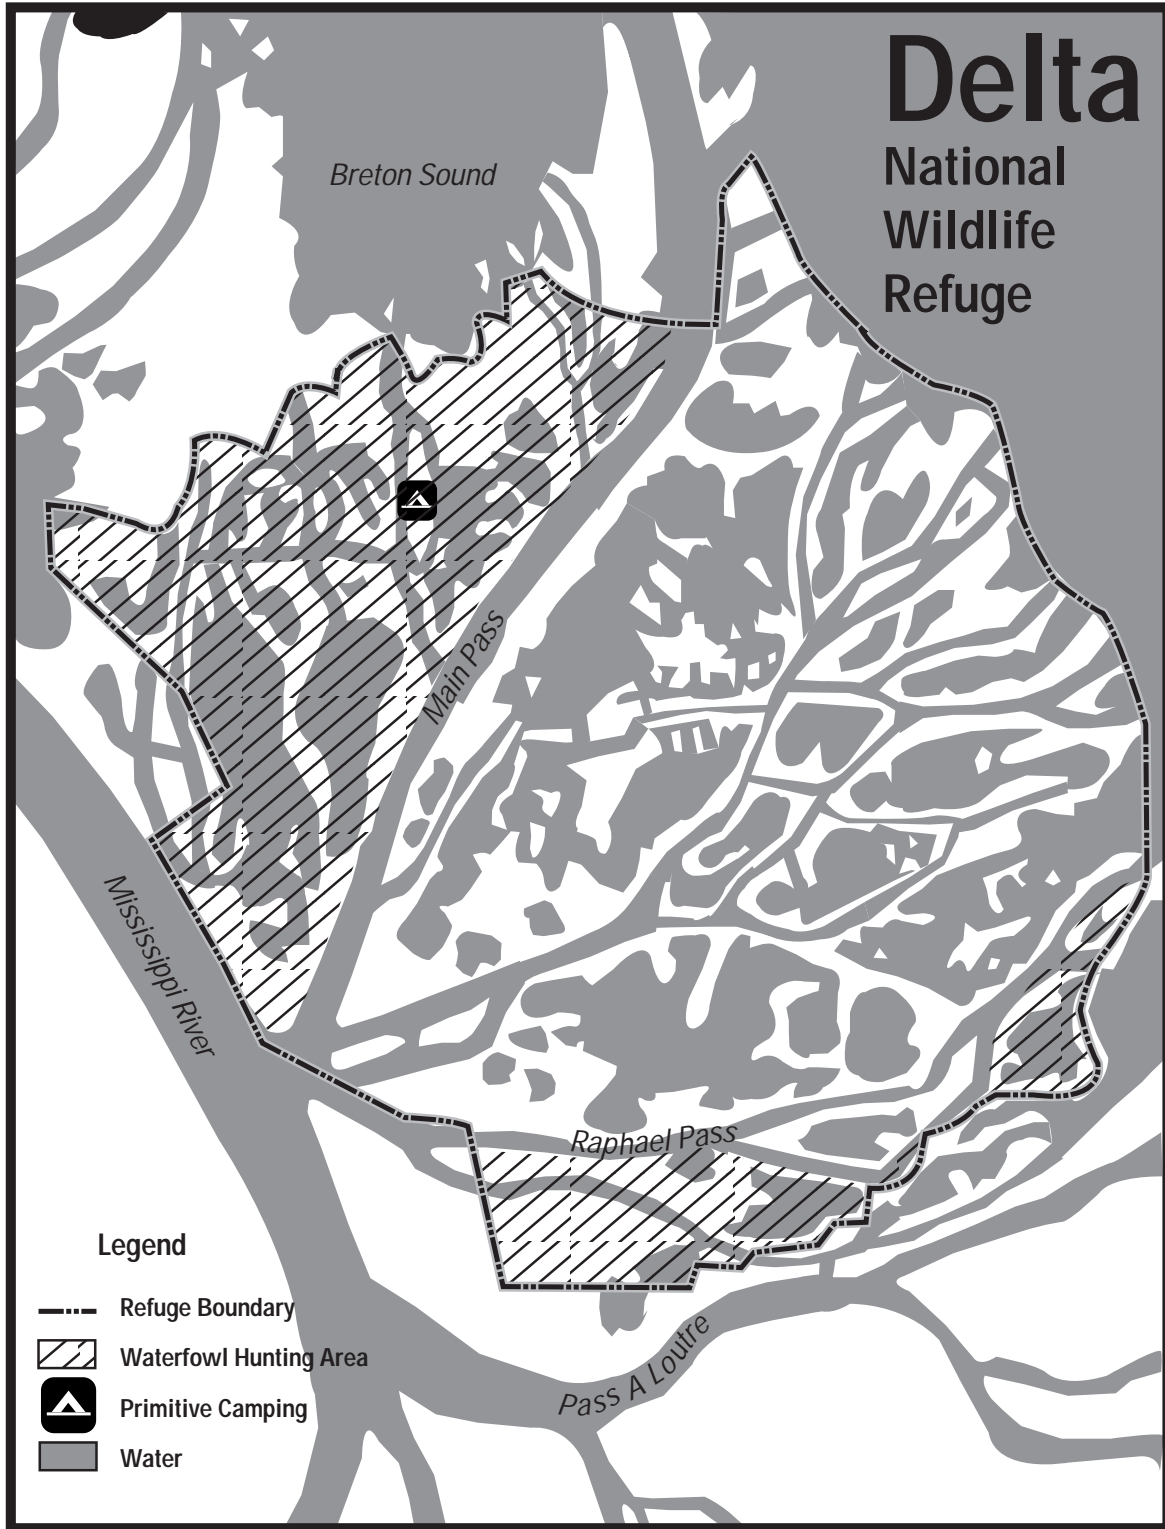 Delta
National
Wildlife
Refuge
Breton Sound
Main Pass
Mississippi River
Raphael Pass
Pass A Loutre
Legend
Refuge Boundary
Waterfowl Hunting Area
Primitive Camping
Water